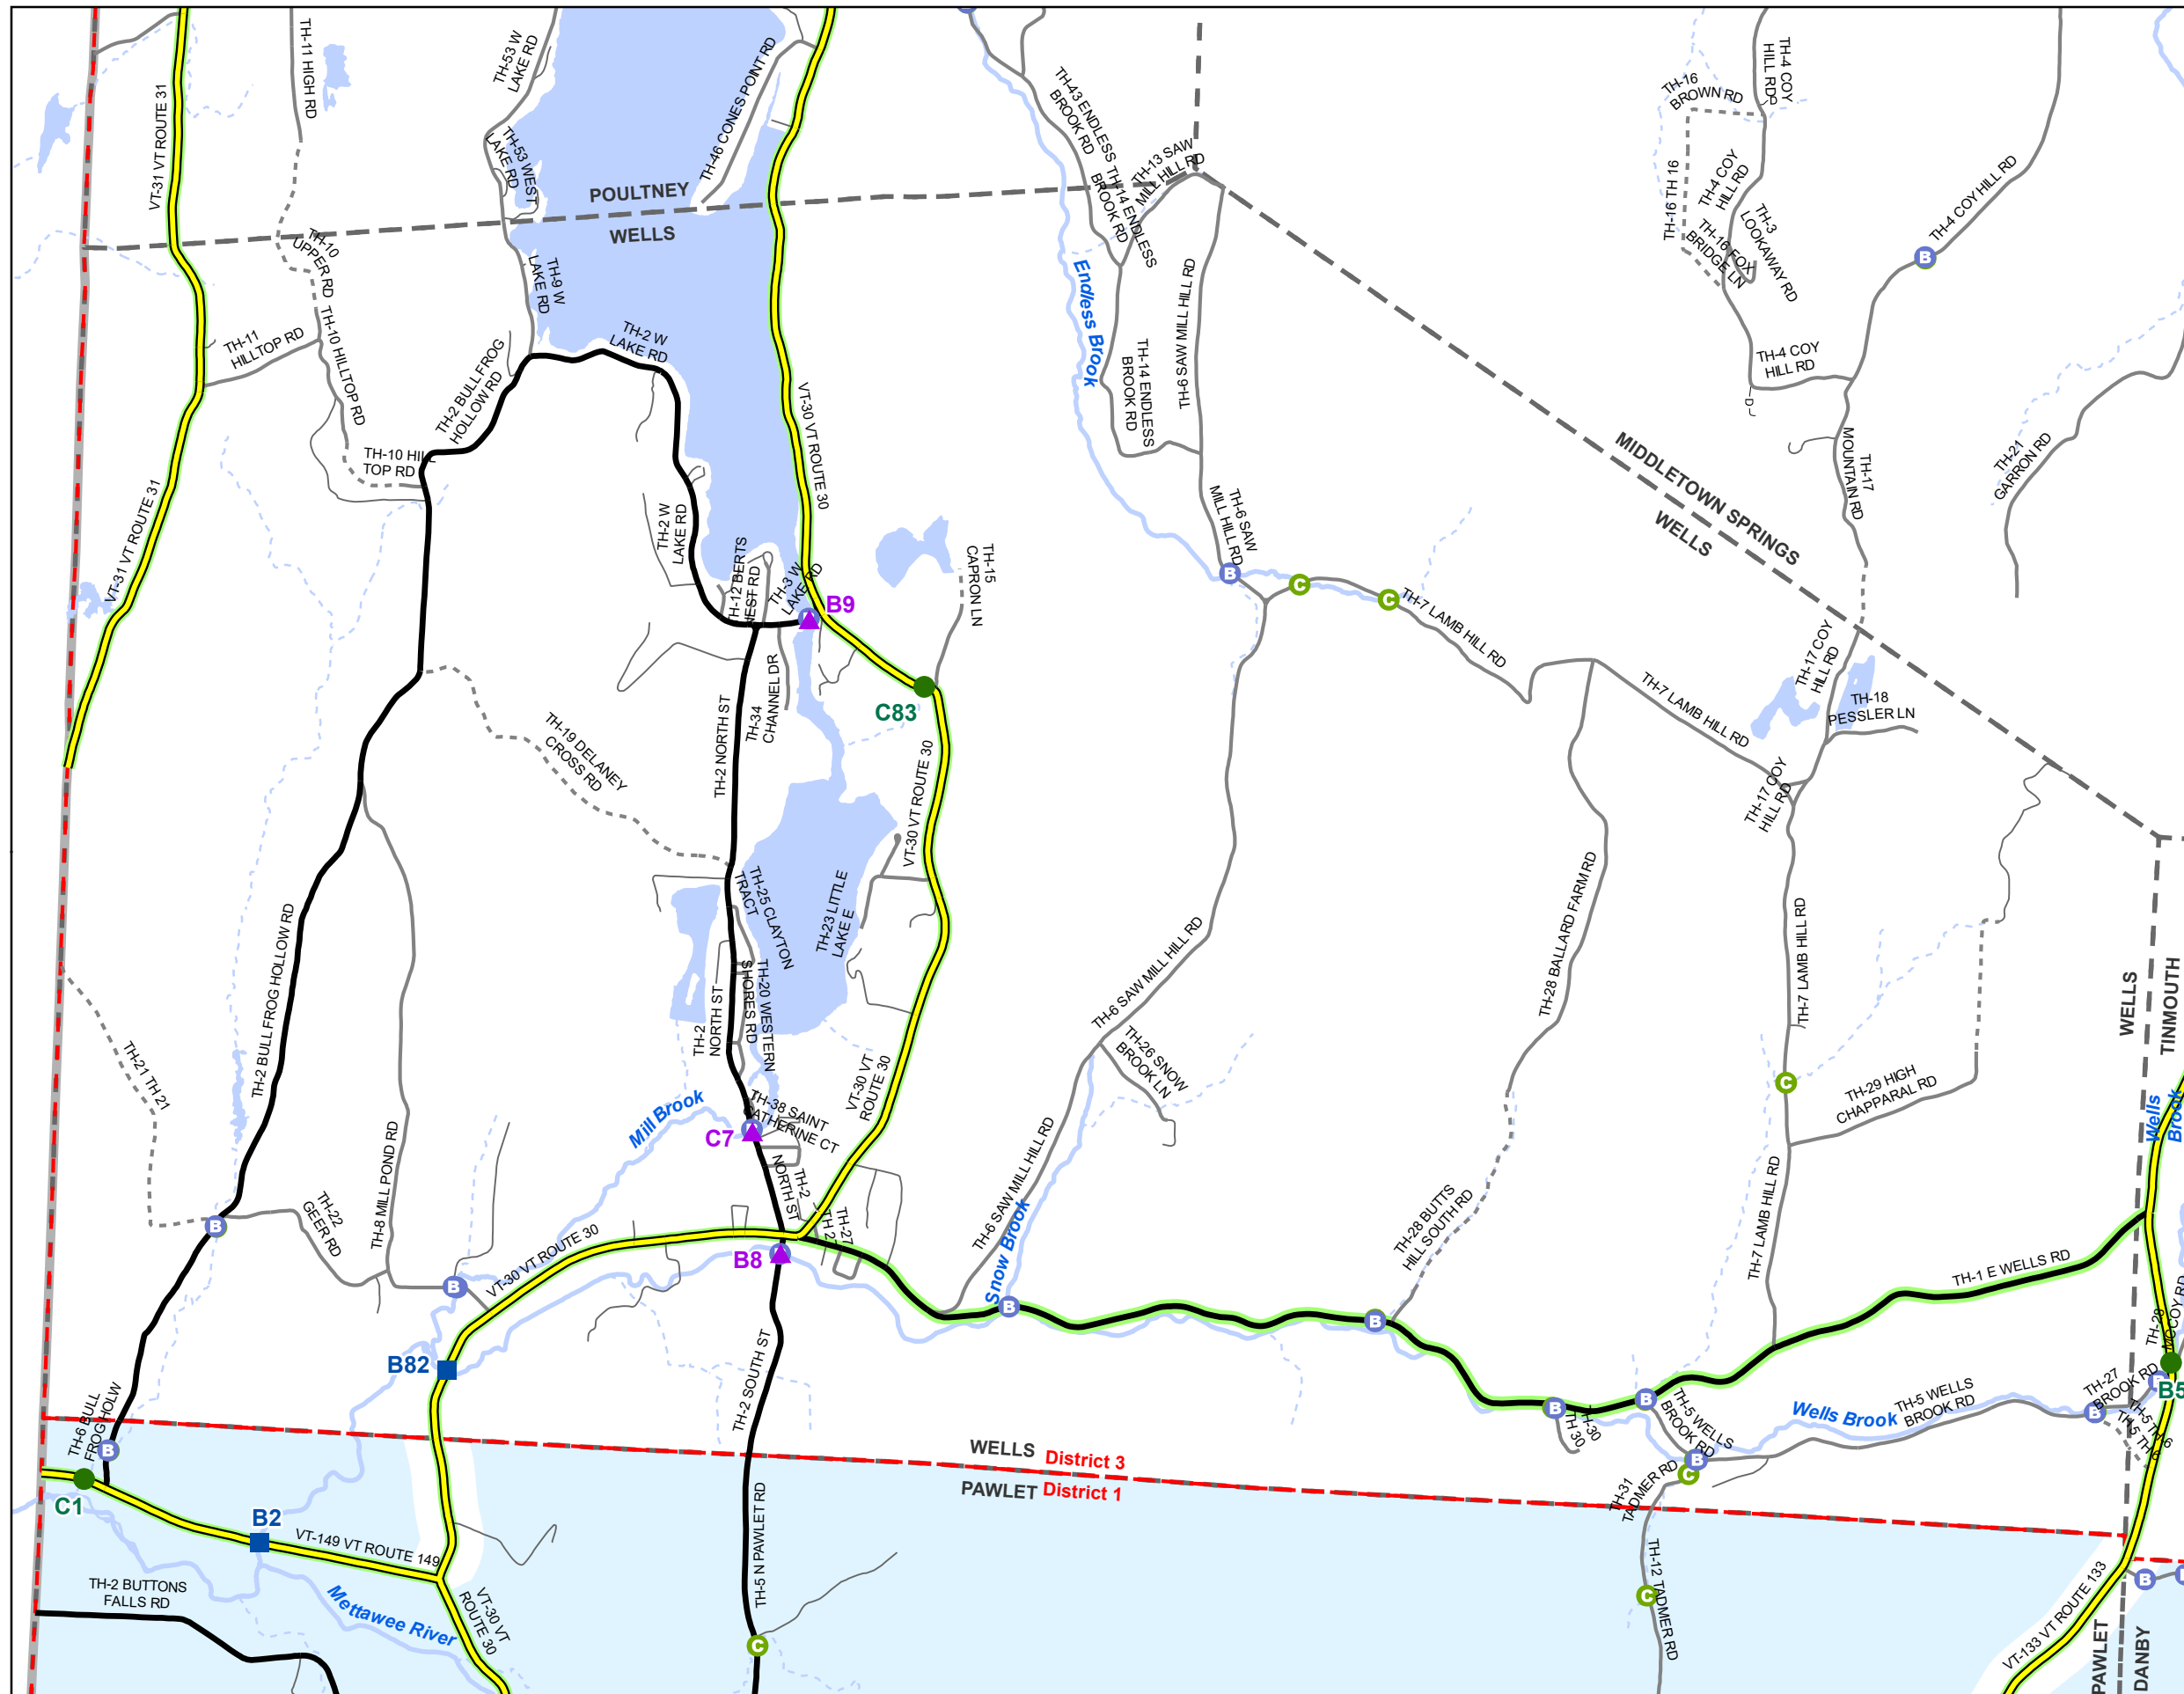 TH-11 HIGH RD
TH-53 W
LAKE RD
TH-46 CONES POINT RD
VT-31 VT ROUTE 31
TH-53 WEST
LAKE RD
POULTNEY
WELLS
TH-43 ENDLESS
BROOK RD
TH-14 ENDLESS
BROOK RD
TH-13 SAW
MILL HILL RD
TH-16
BROWN RD
TH-4 COY
HILL RD
TH-16 TH 16
TH-4 COY
HILL RD
TH-3
LOOKAWAY RD
TH-16 FOX
BRIDGE LN
TH-4 COY HILL RD
B
TH-10
UPPER RD
TH-9 W
LAKE RD
Endless Brook
TH-6 SAW MILL HILL RD
TH-11
HILLTOP RD
TH-10 HILLTOP RD
TH-2 BULL FROG
HOLLOW RD
TH-2 W
LAKE RD
TH-14 ENDLESS
BROOK RD
TH-4 COY
HILL RD
D
VT-30 VT ROUTE 30
TH-10 HILL
TOP RD
MIDDLETOWN SPRINGS
WELLS
TH-17
MOUNTAIN RD
TH-21
GARRON RD
VT-31 VT ROUTE 31
TH-2 W
LAKE RD
TH-12 BERTS
NEST RD
TH-3 W
LAKE RD
TH-15
CAPRON LN
TH-6 SAW
MILL HILL RD
B
C
C
TH-7 LAMB HILL RD
B9
TH-17 COY
HILL RD
TH-18
PESSLER LN
TH-7 LAMB HILL RD
C83
TH-34
CHANNEL DR
TH-2 NORTH ST
TH-19 DELANEY
CROSS RD
VT-30 VT ROUTE 30
TH-17 COY
HILL RD
TH-25 CLAYTON
TRACT
TH-23 LITTLE
LAKE E
TH-28 BALLARD FARM RD
TH-7 LAMB HILL RD
TH-2 BULL FROG HOLLOW RD
TH-6 SAW MILL HILL RD
TH-2
NORTH ST
TH-20 WESTERN
SHORES RD
WELLS
TINMOUTH
TH-21 TH 21
TH-26 SNOW
BROOK LN
VT-30 VT
ROUTE 30
C
TH-29 HIGH
CHAPPARAL RD
Wells
Brook
Mill Brook
TH-38 SAINT
CATHERINE CT
C7
TH-8 MILL POND RD
TH-2
NORTH ST
TH-6 SAW MILL HILL RD
TH-28 BUTTS
HILL SOUTH RD
TH-7 LAMB HILL RD
TH-22
GEER RD
B
TH-27
B8
VT-30 VT ROUTE 30
B
Snow Brook
B
B
TH-1 E WELLS RD
TH-28
MCCOY RD
B82
TH-2 SOUTH ST
TH-6 BULL
FROG HOLW
B
B
B
TH-30
TH 30
TH-5 WELLS
BROOK RD
Wells Brook
TH-5 WELLS
BROOK RD
TH-27
BROOK RD
B
B5
B
C
TH-31
TADMER RD
WELLS District 3
PAWLET District 1
C1
B2
VT-149 VT ROUTE 149
TH-5 N PAWLET RD
TH-12 TADMER RD
C
TH-2 BUTTONS
FALLS RD
Mettawee River
VT-30 VT
ROUTE 30
C
B
VT-133 VT ROUTE 133
PAWLET
DANBY